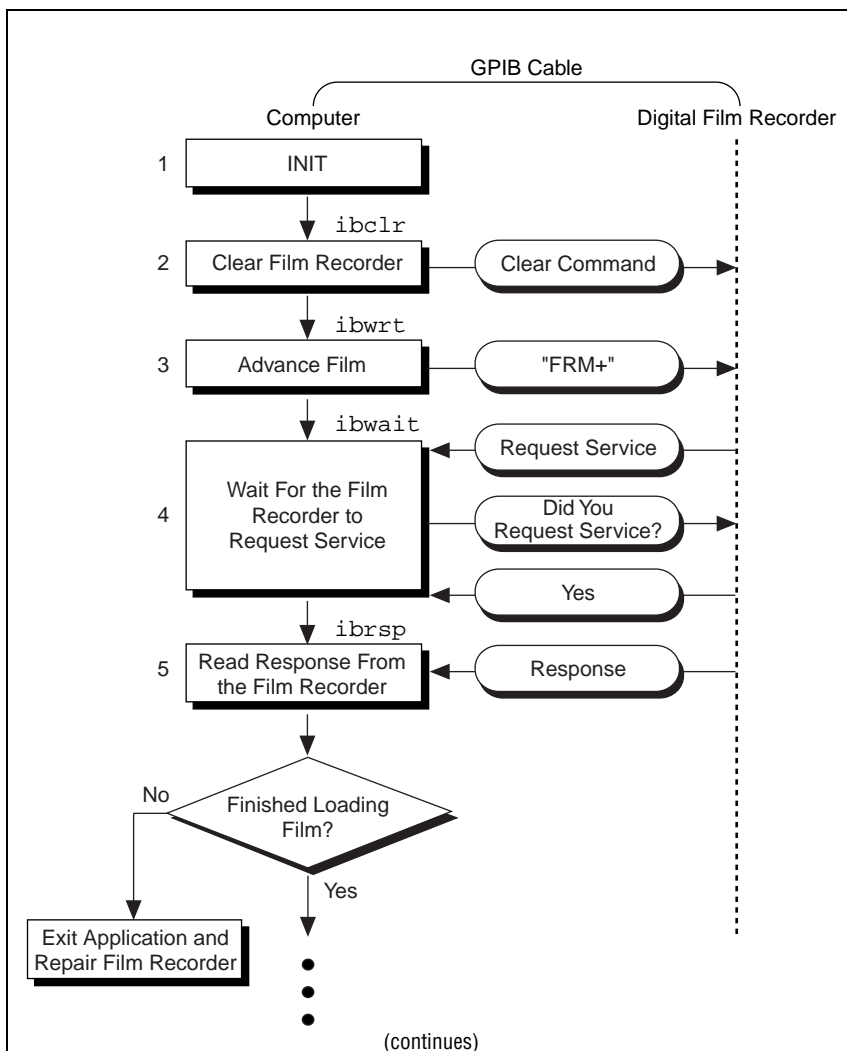 GPIB Cable
Computer
Digital Film Recorder
1
INIT
ibclr
2
Clear Film Recorder
Clear Command
ibwrt
3
Advance Film
"FRM+"
ibwait
Request Service
4
Wait For the Film
Recorder to
Request Service
Did You
Request Service?
Yes
ibrsp
5
Read Response From
the Film Recorder
Response
No
Finished Loading
Film?
Yes
Exit Application and
Repair Film Recorder
(continues)